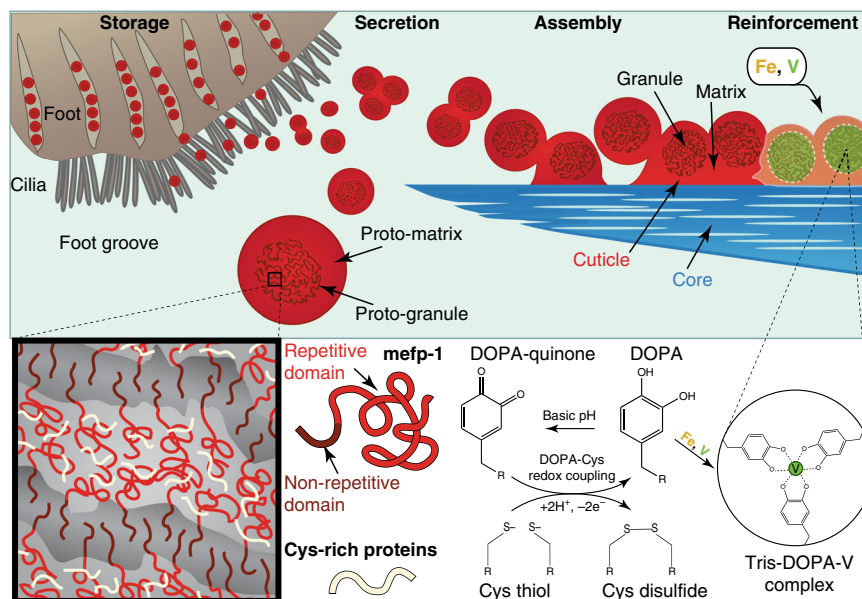 Storage
Secretion
Assembly
Reinforcement
Fe, V
Granule
Matrix
Foot
Cilia
Foot groove
Proto-matrix
Proto-granule
Cuticle
Core
Repetitive
domain
mefp-1
Non-repetitive
domain
Cys-rich proteins
DOPA-quinone
DOPA
O
O
OH
OH
Basic pH
Fe, V
R
R
DOPA-Cys
redox coupling
+2H⁺, –2e⁻
S⁻
S⁻
S
S
R
R
R
R
Cys thiol
Cys disulfide
O
O
O
O
O
O
V
Tris-DOPA-V
complex